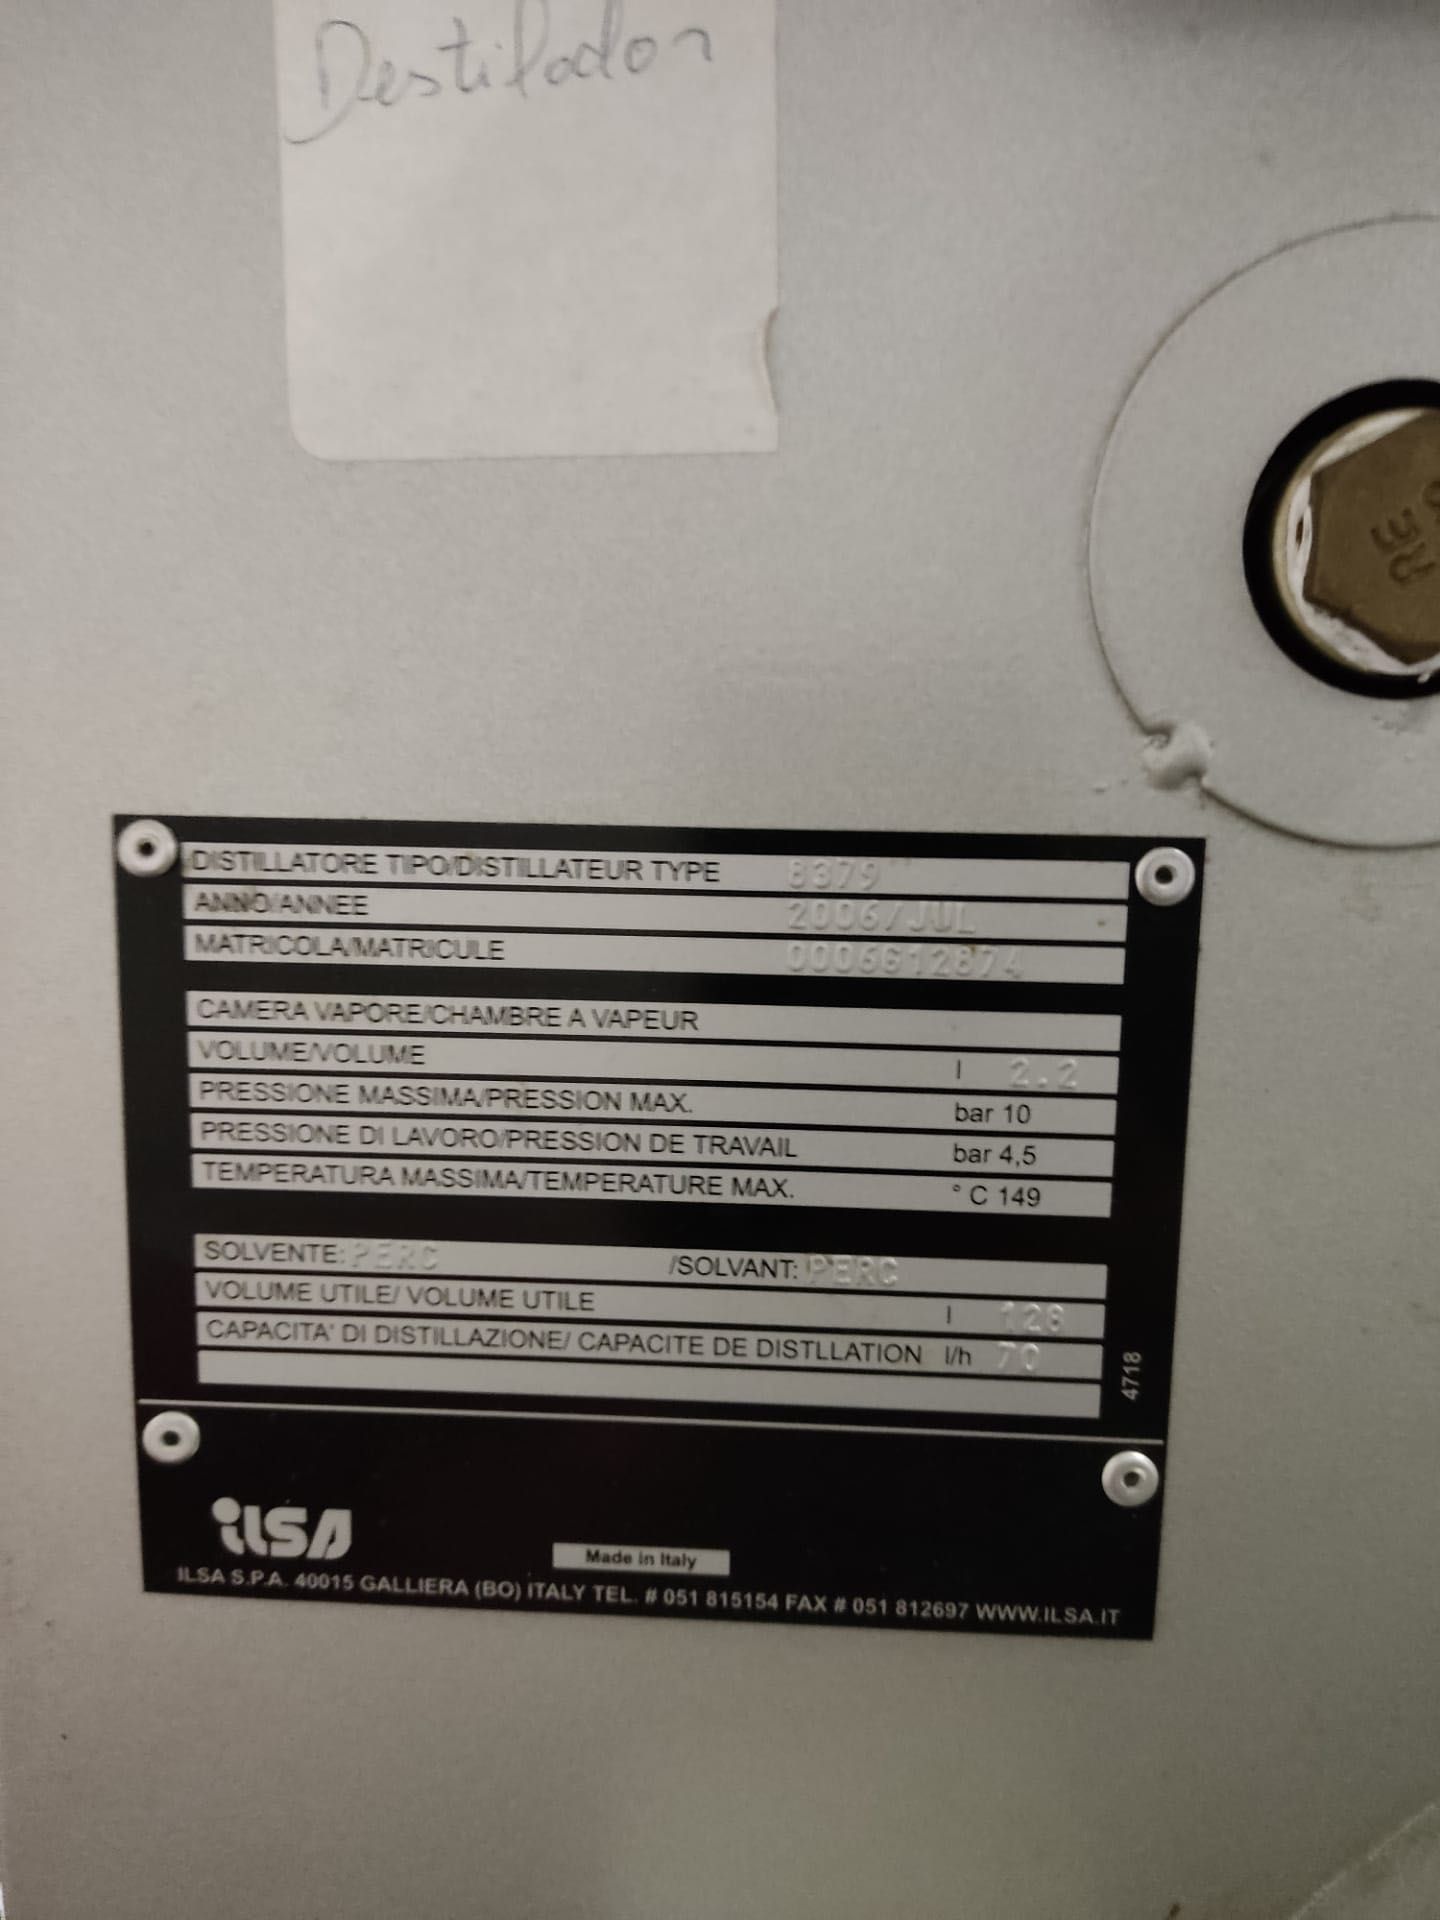 Destilador
RE
DISTILLATORE TIPO/DISTILLATEUR TYPE 8379
ANNO/ANNEE 2006/JUL
MATRICOLA/MATRICULE
CAMERA VAPORE/CHAMBRE A VAPEUR
VOLUME/VOLUME l 2.2
PRESSIONE MASSIMA/PRESSION MAX. bar 10
PRESSIONE DI LAVORO/PRESSION DE TRAVAIL bar 4,5
TEMPERATURA MASSIMA/TEMPERATURE MAX. ° C 149
SOLVENTE: PERC /SOLVANT: PERC
VOLUME UTILE/ VOLUME UTILE l 128
CAPACITA' DI DISTILLAZIONE/ CAPACITE DE DISTLLATION l/h 70
4718
ilSA
Made in Italy
ILSA S.P.A. 40015 GALLIERA (BO) ITALY TEL. # 051 815154 FAX # 051 812697 WWW.ILSA.IT